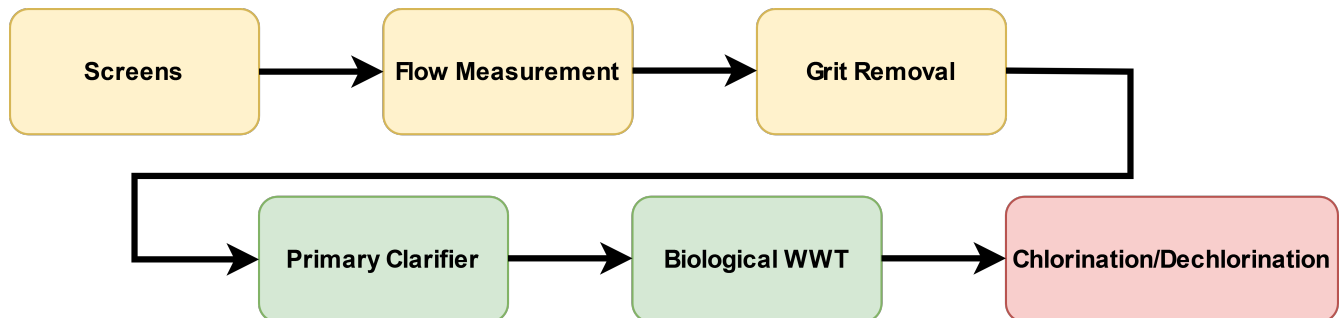 Screens
Flow Measurement
Grit Removal
Primary Clarifier
Biological WWT
Chlorination/Dechlorination